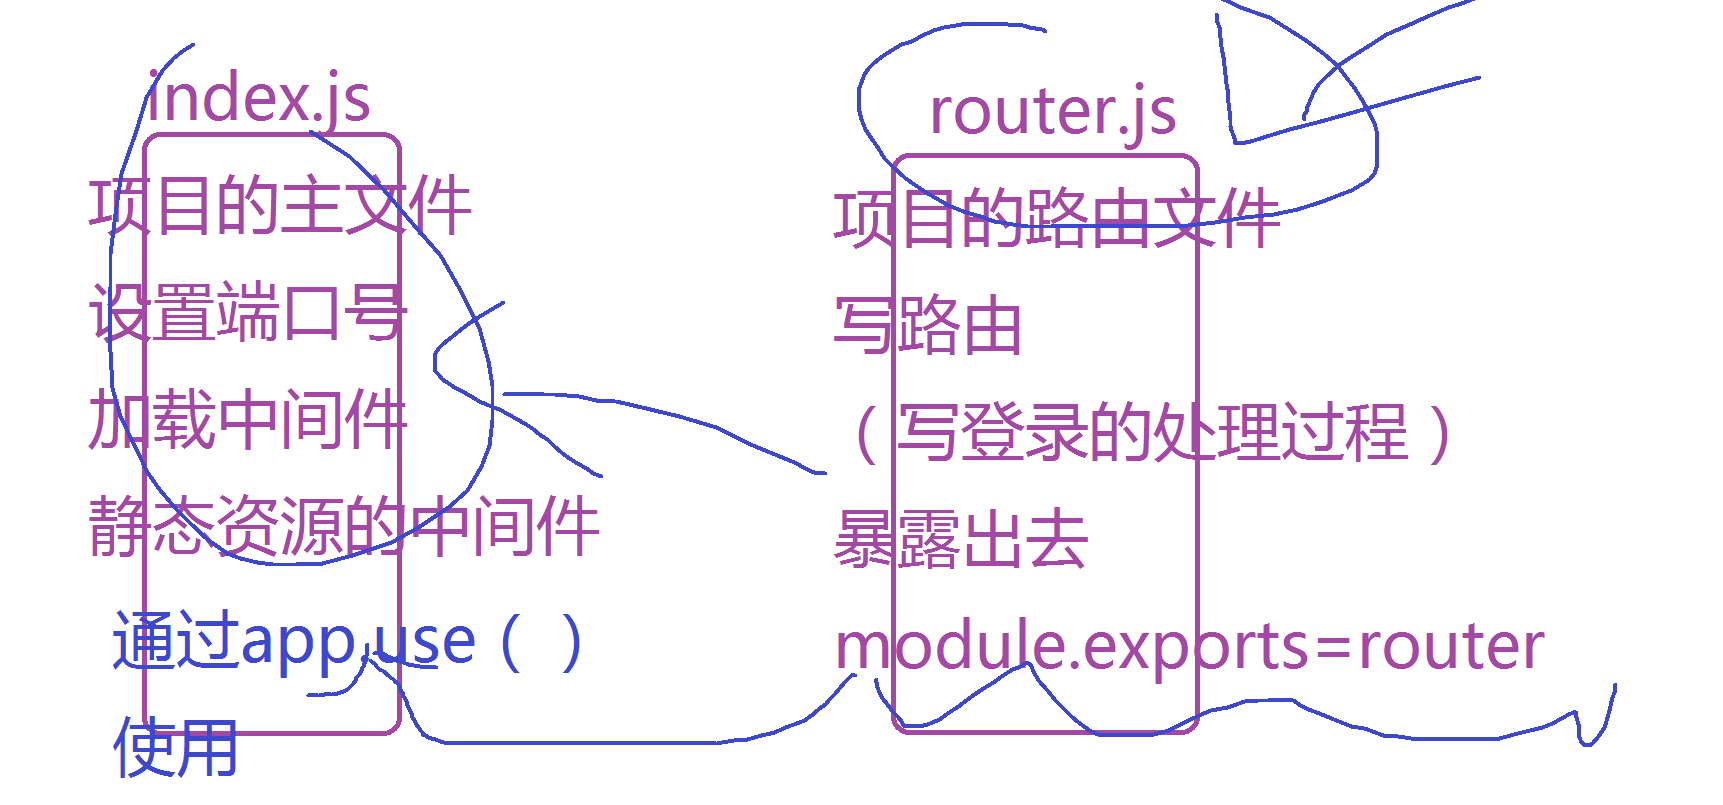 index.js
项目的主文件
设置端口号
加载中间件
静态资源的中间件
通过app.use（ ）
使用
router.js
项目的路由文件
写路由
（写登录的处理过程）
暴露出去
module.exports=router